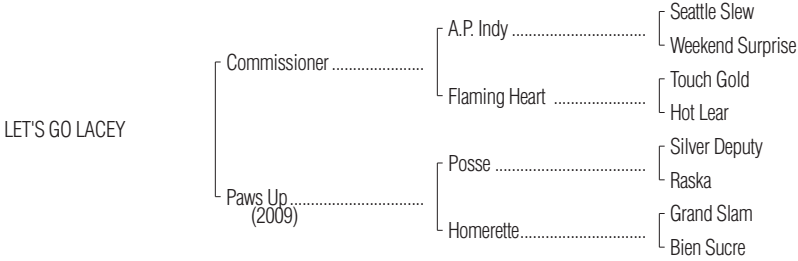 Seattle Slew
A.P. Indy ..................................
Weekend Surprise
Commissioner .......................
Touch Gold
Flaming Heart .......................
Hot Lear
LET'S GO LACEY
Silver Deputy
Posse ......................................
Raska
Paws Up..................................
(2009)
Grand Slam
Homerette................................
Bien Sucre